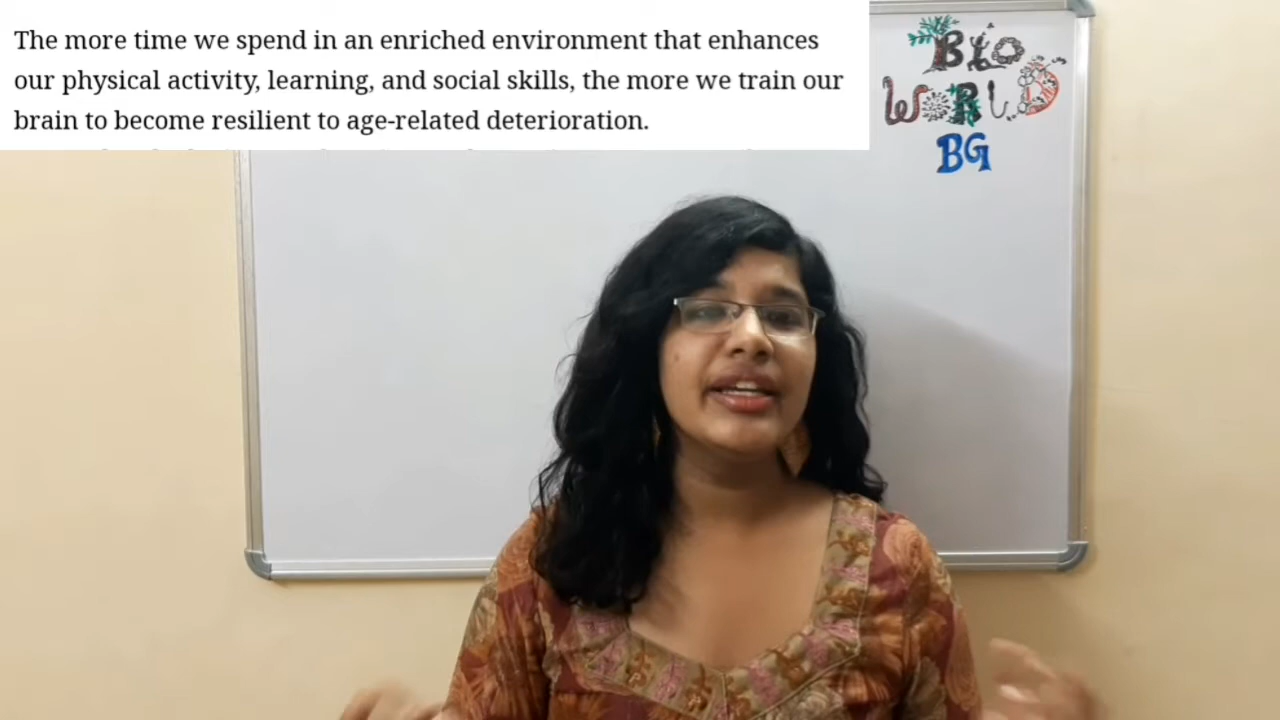 The more time we spend in an enriched environment that enhances
our physical activity, learning, and social skills, the more we train our
brain to become resilient to age-related deterioration.
BIO
WORLD
BG